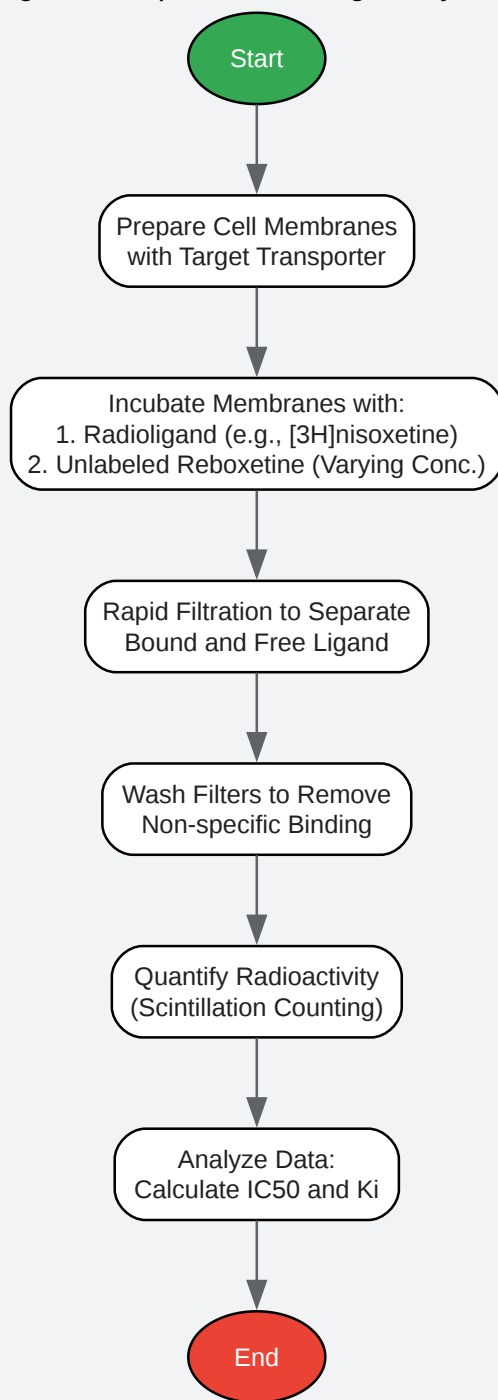 Start
Prepare Cell Membranes
with Target Transporter
Incubate Membranes with:
1. Radioligand (e.g., [3H]nisoxetine)
2. Unlabeled Reboxetine (Varying Conc.)
Rapid Filtration to Separate
Bound and Free Ligand
Wash Filters to Remove
Non-specific Binding
Quantify Radioactivity
(Scintillation Counting)
Analyze Data:
Calculate IC50 and Ki
End